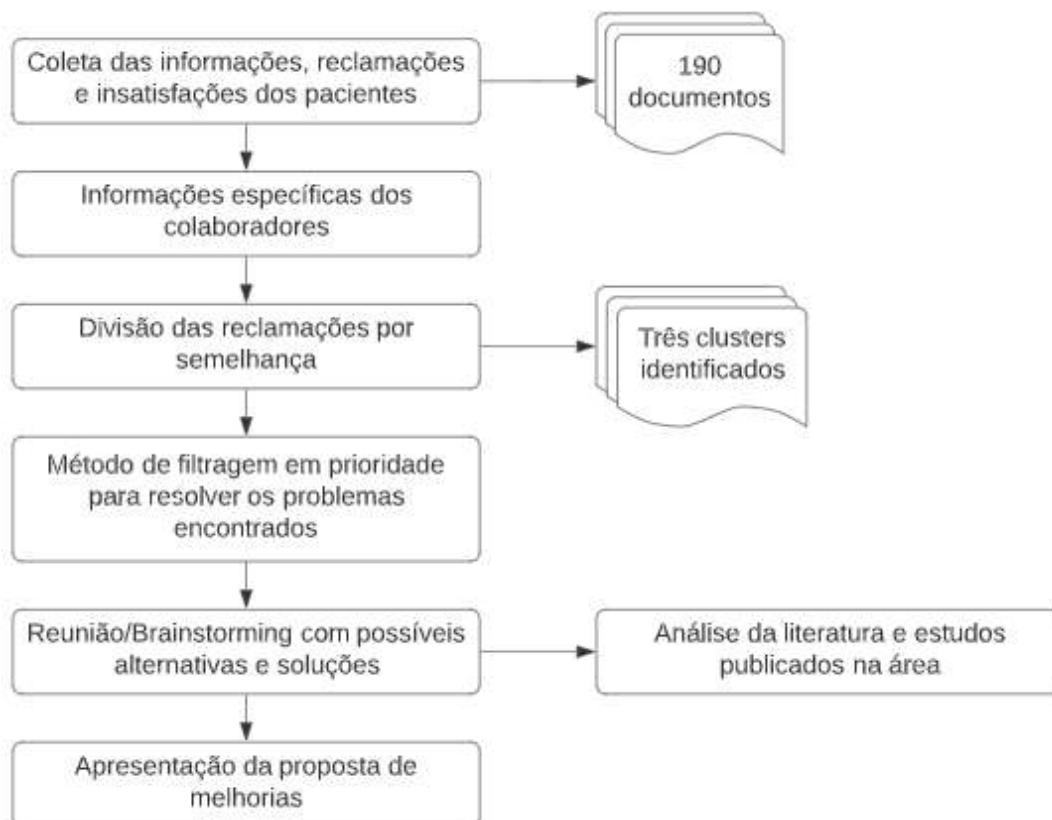 Coleta das informações, reclamações
e insatisfações dos pacientes
190
documentos
Informações específicas dos
colaboradores
Divisão das reclamações por
semelhança
Três clusters
identificados
Método de filtragem em prioridade
para resolver os problemas
encontrados
Reunião/Brainstorming com possíveis
alternativas e soluções
Análise da literatura e estudos
publicados na área
Apresentação da proposta de
melhorias